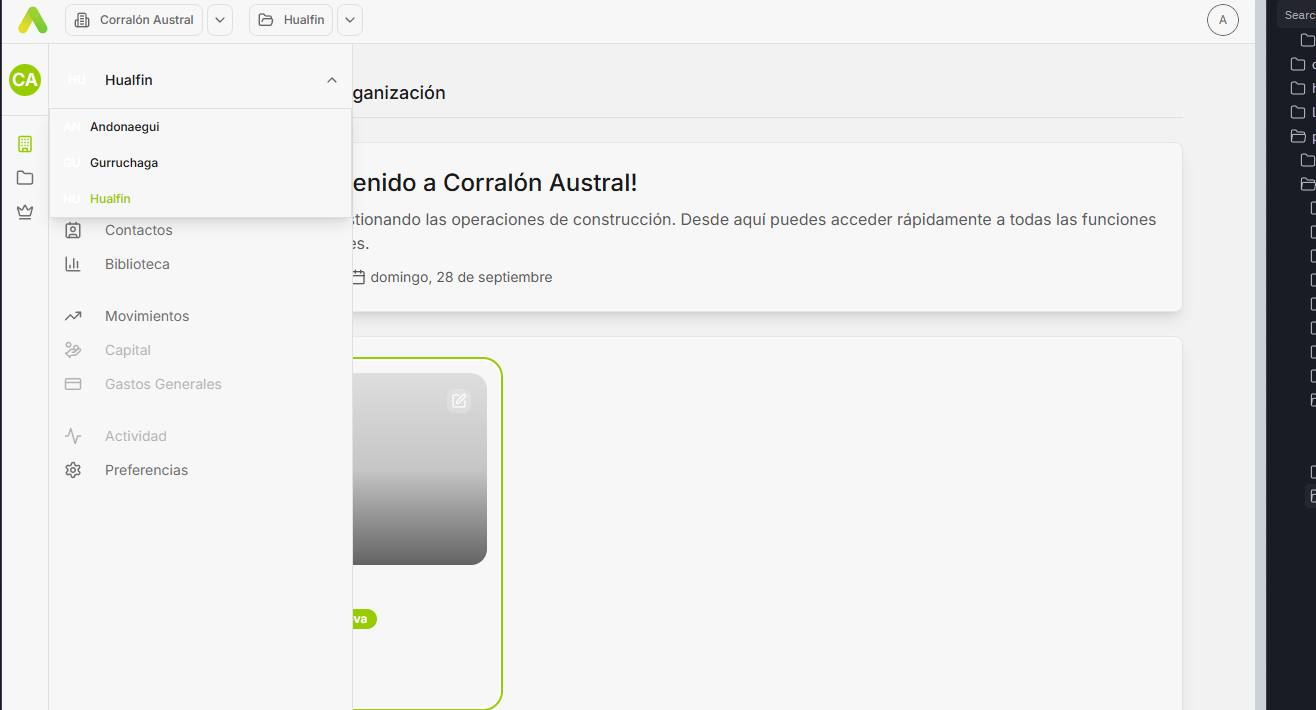 Corralón Austral
Hualfin
A
Searc
CA
HU Hualfin
ganización
AN Andonaegui
GU Gurruchaga
HU Hualfin
enido a Corralón Austral!
stionando las operaciones de construcción. Desde aquí puedes acceder rápidamente a todas las funciones
es.
domingo, 28 de septiembre
Contactos
Biblioteca
Movimientos
Capital
Gastos Generales
Actividad
Preferencias
va